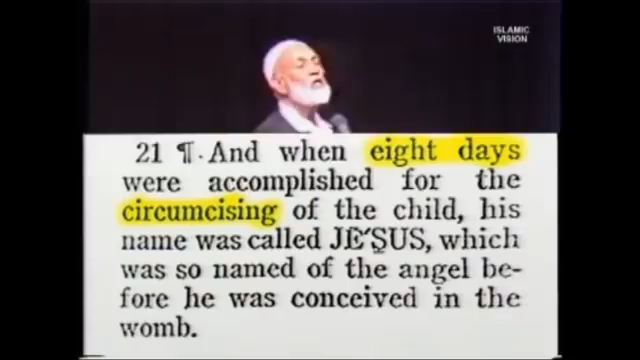 ISLAMIC
VISION
21 ¶. And when eight days
were accomplished for the
circumcising of the child, his
name was called JE´S̱US, which
was so named of the angel be-
fore he was conceived in the
womb.